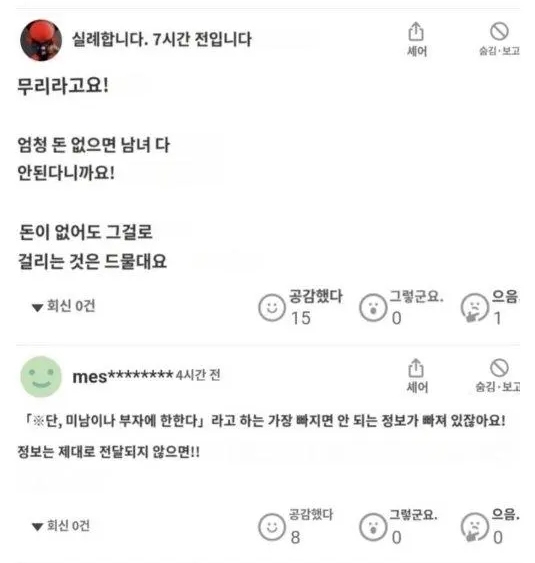 실례합니다. 7시간 전입니다
셰어
숨김·보고
무리라고요!
엄청 돈 없으면 남녀 다
안된다니까요!
돈이 없어도 그걸로
걸리는 것은 드물대요
▼회신 0건
공감했다
15
그렇군요.
0
으음.
1
mes******** 4시간 전
셰어
숨김·보고
「※단, 미남이나 부자에 한한다」라고 하는 가장 빠지면 안 되는 정보가 빠져 있잖아요!
정보는 제대로 전달되지 않으면!!
▼회신 0건
공감했다
8
그렇군요.
0
으음.
0